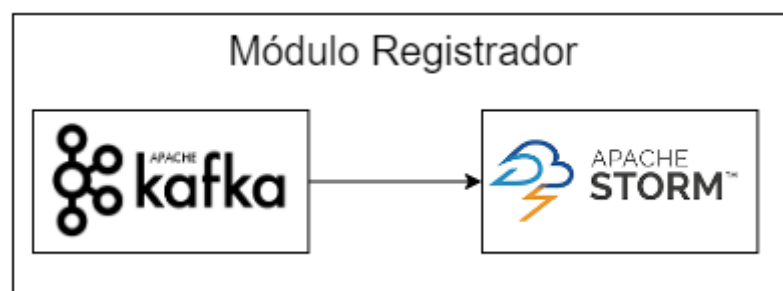 Módulo Registrador
APACHE
kafka
APACHE
STORM™